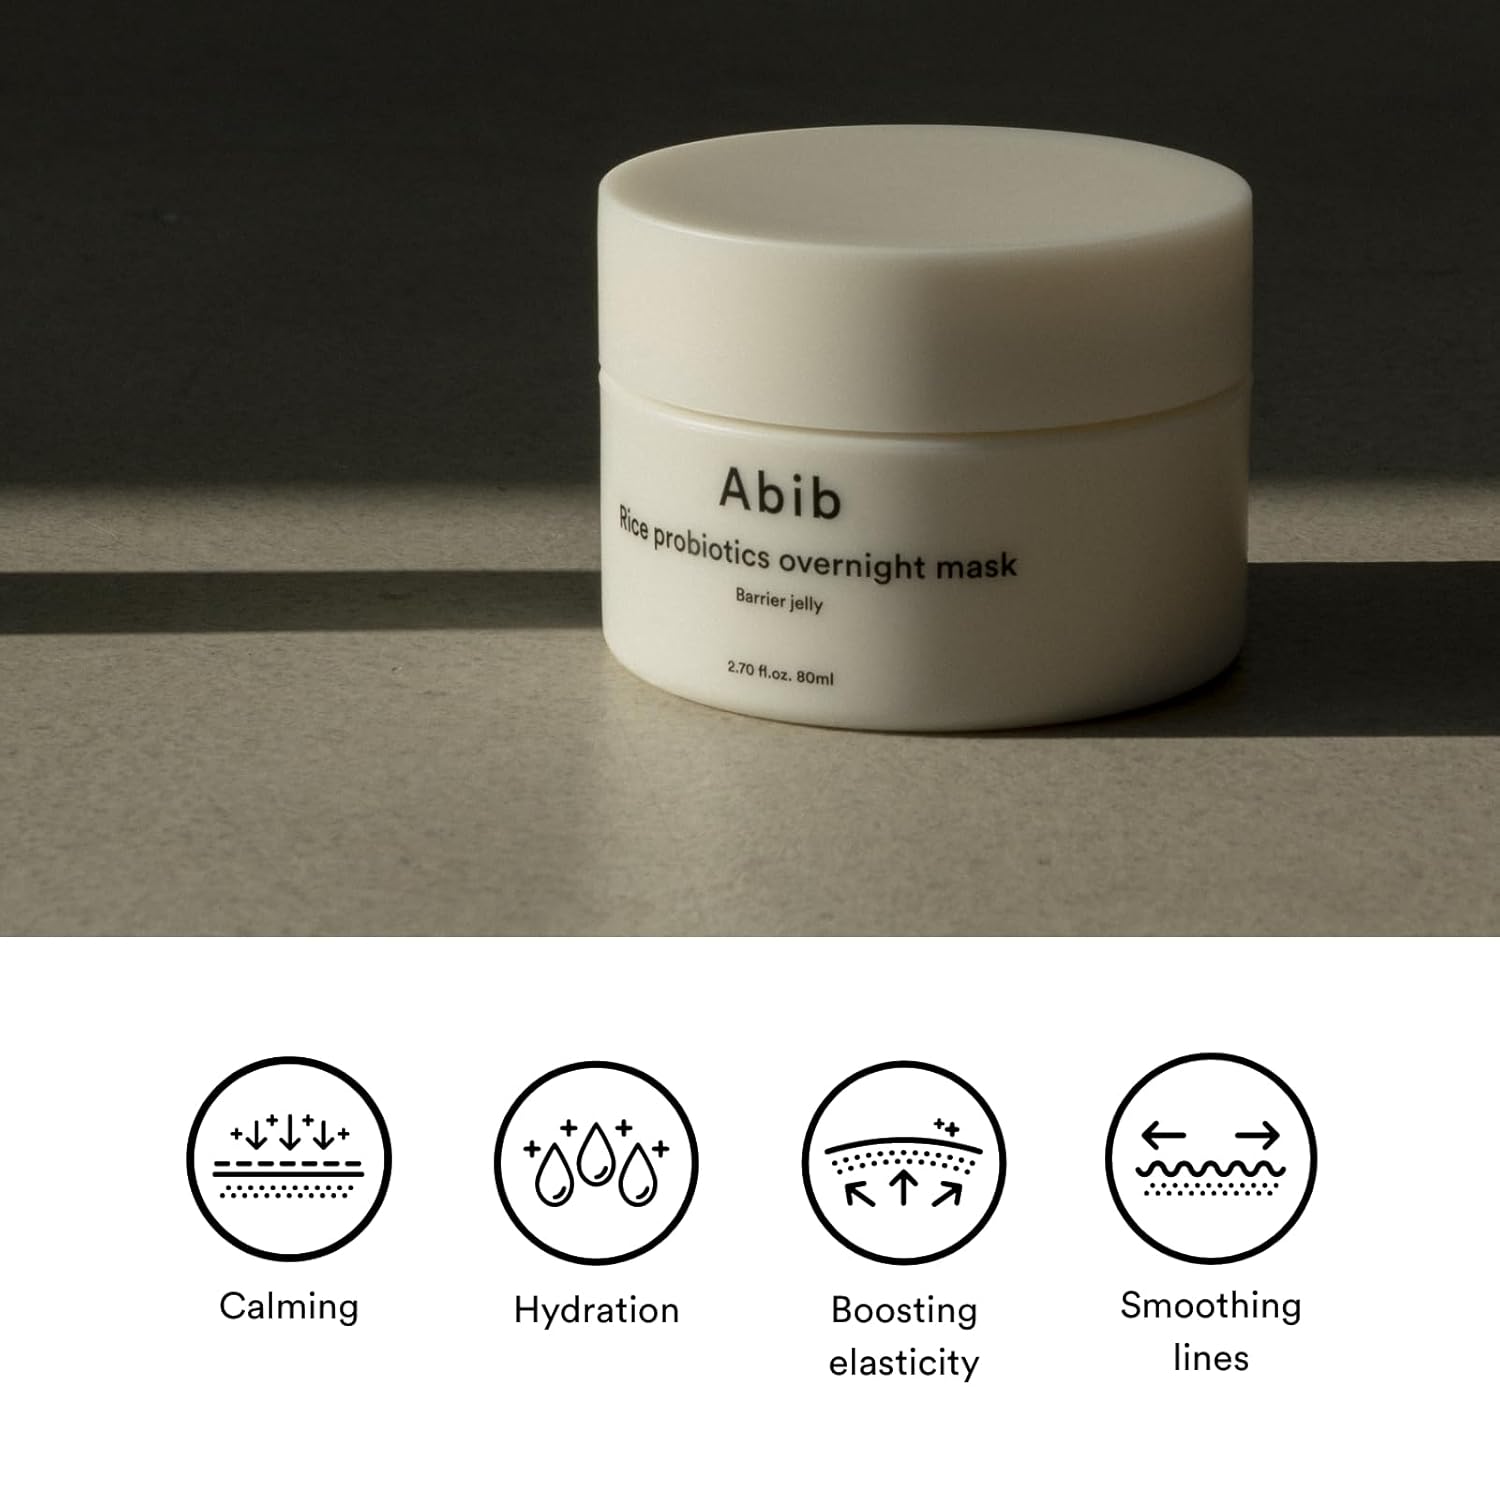 Abib
Rice probiotics overnight mask
Barrier jelly
2.70 fl.oz. 80ml
Calming
Hydration
Boosting
elasticity
Smoothing
lines